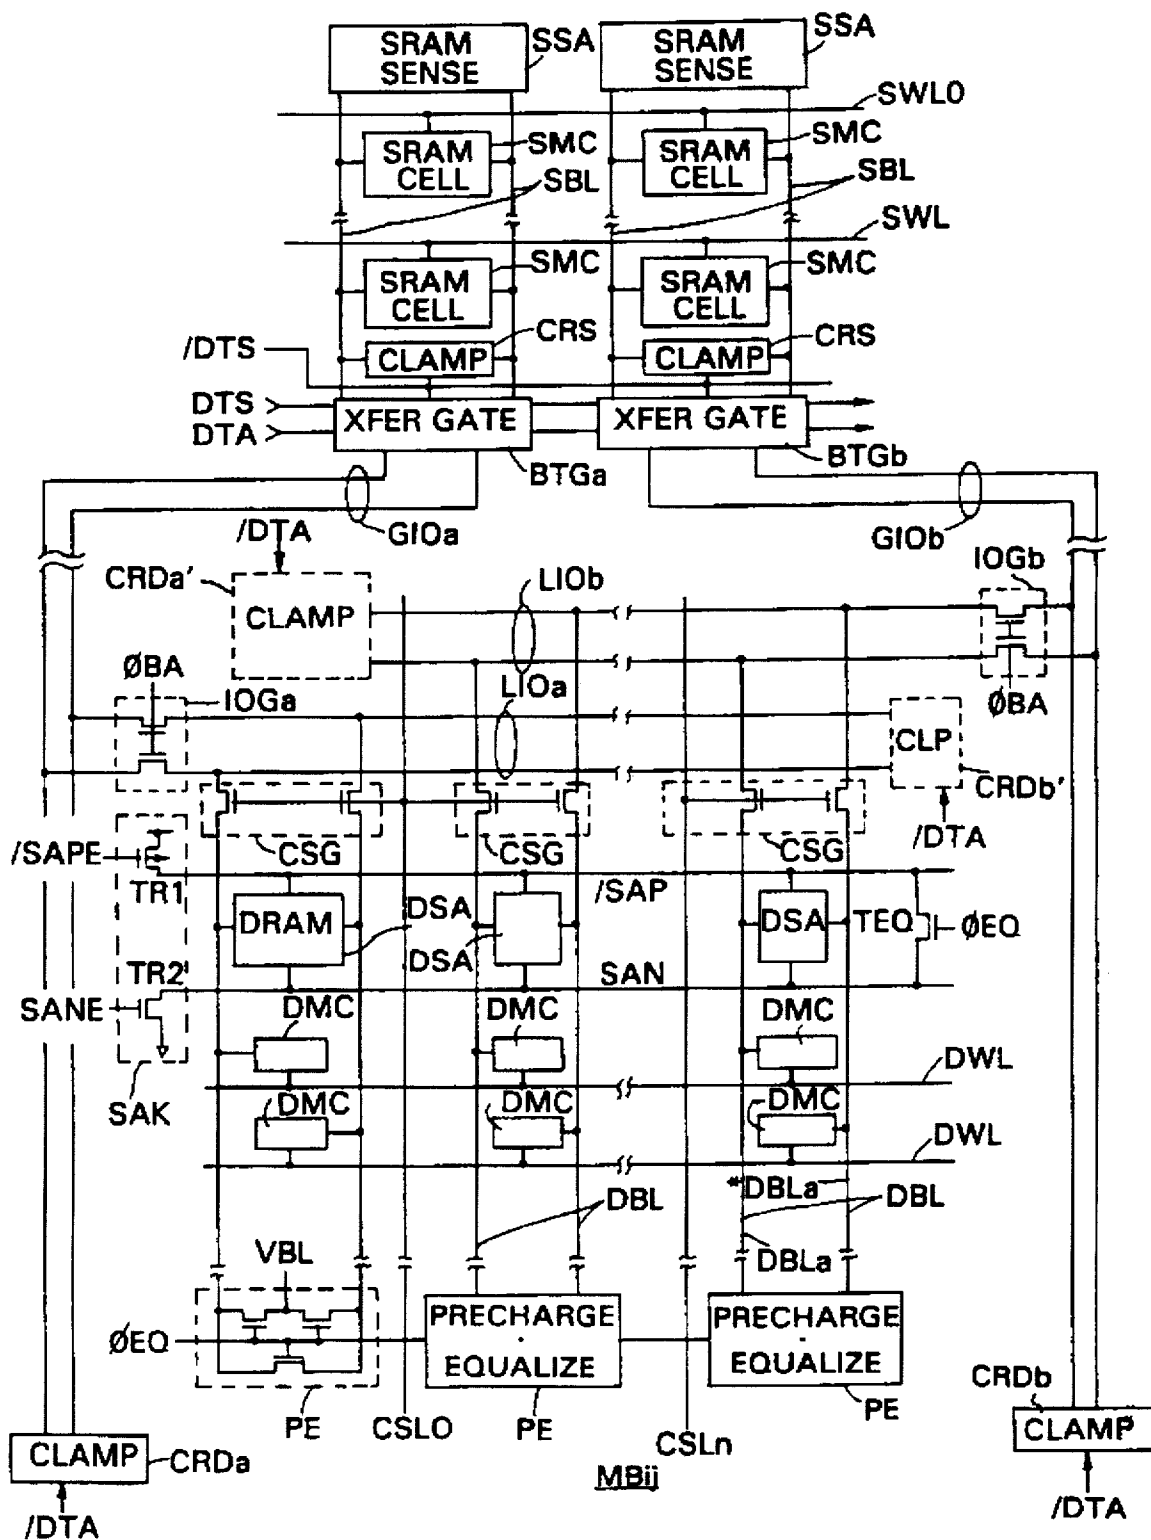 SRAM SENSE
SSA
SRAM SENSE
SSA
SWL0
SRAM CELL
SMC
SRAM CELL
SMC
SBL
SBL
SWL
SRAM CELL
SMC
SRAM CELL
SMC
/DTS
CLAMP
CRS
CLAMP
CRS
DTS
DTA
XFER GATE
XFER GATE
BTGa
BTGb
GIOa
GIOb
/DTA
CRDa'
CLAMP
LIOb
IOGb
ØBA
IOGa
LIOa
ØBA
CLP
CRDb'
/DTA
/SAPE
TR1
CSG
CSG
CSG
/SAP
DRAM
DSA
DSA
DSA
TEQ
ØEQ
TR2
SAN
SANE
DMC
DMC
DMC
DWL
SAK
DMC
DMC
DMC
DWL
*DBLa
DBL
DBL
DBLa
VBL
ØEQ
PRECHARGE · EQUALIZE
PRECHARGE · EQUALIZE
PE
CSL0
PE
CSLn
PE
CRDb
CLAMP
CLAMP
CRDa
MBij
/DTA
/DTA